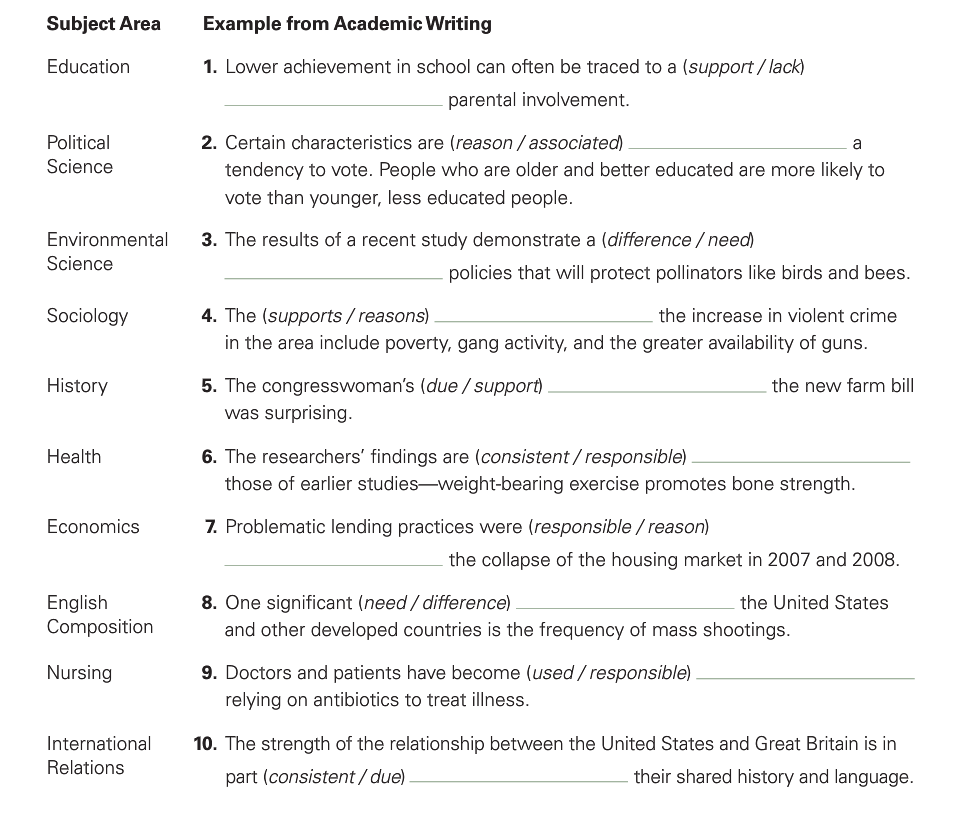 Subject Area Example from Academic Writing
Education 1. Lower achievement in school can often be traced to a (support / lack)
____________________ parental involvement.
Political Science 2. Certain characteristics are (reason / associated) ____________________ a
tendency to vote. People who are older and better educated are more likely to
vote than younger, less educated people.
Environmental Science 3. The results of a recent study demonstrate a (difference / need)
____________________ policies that will protect pollinators like birds and bees.
Sociology 4. The (supports / reasons) ____________________ the increase in violent crime
in the area include poverty, gang activity, and the greater availability of guns.
History 5. The congresswoman’s (due / support) ____________________ the new farm bill
was surprising.
Health 6. The researchers’ findings are (consistent / responsible) ____________________
those of earlier studies—weight-bearing exercise promotes bone strength.
Economics 7. Problematic lending practices were (responsible / reason)
____________________ the collapse of the housing market in 2007 and 2008.
English Composition 8. One significant (need / difference) ____________________ the United States
and other developed countries is the frequency of mass shootings.
Nursing 9. Doctors and patients have become (used / responsible) ____________________
relying on antibiotics to treat illness.
International Relations 10. The strength of the relationship between the United States and Great Britain is in
part (consistent / due) ____________________ their shared history and language.